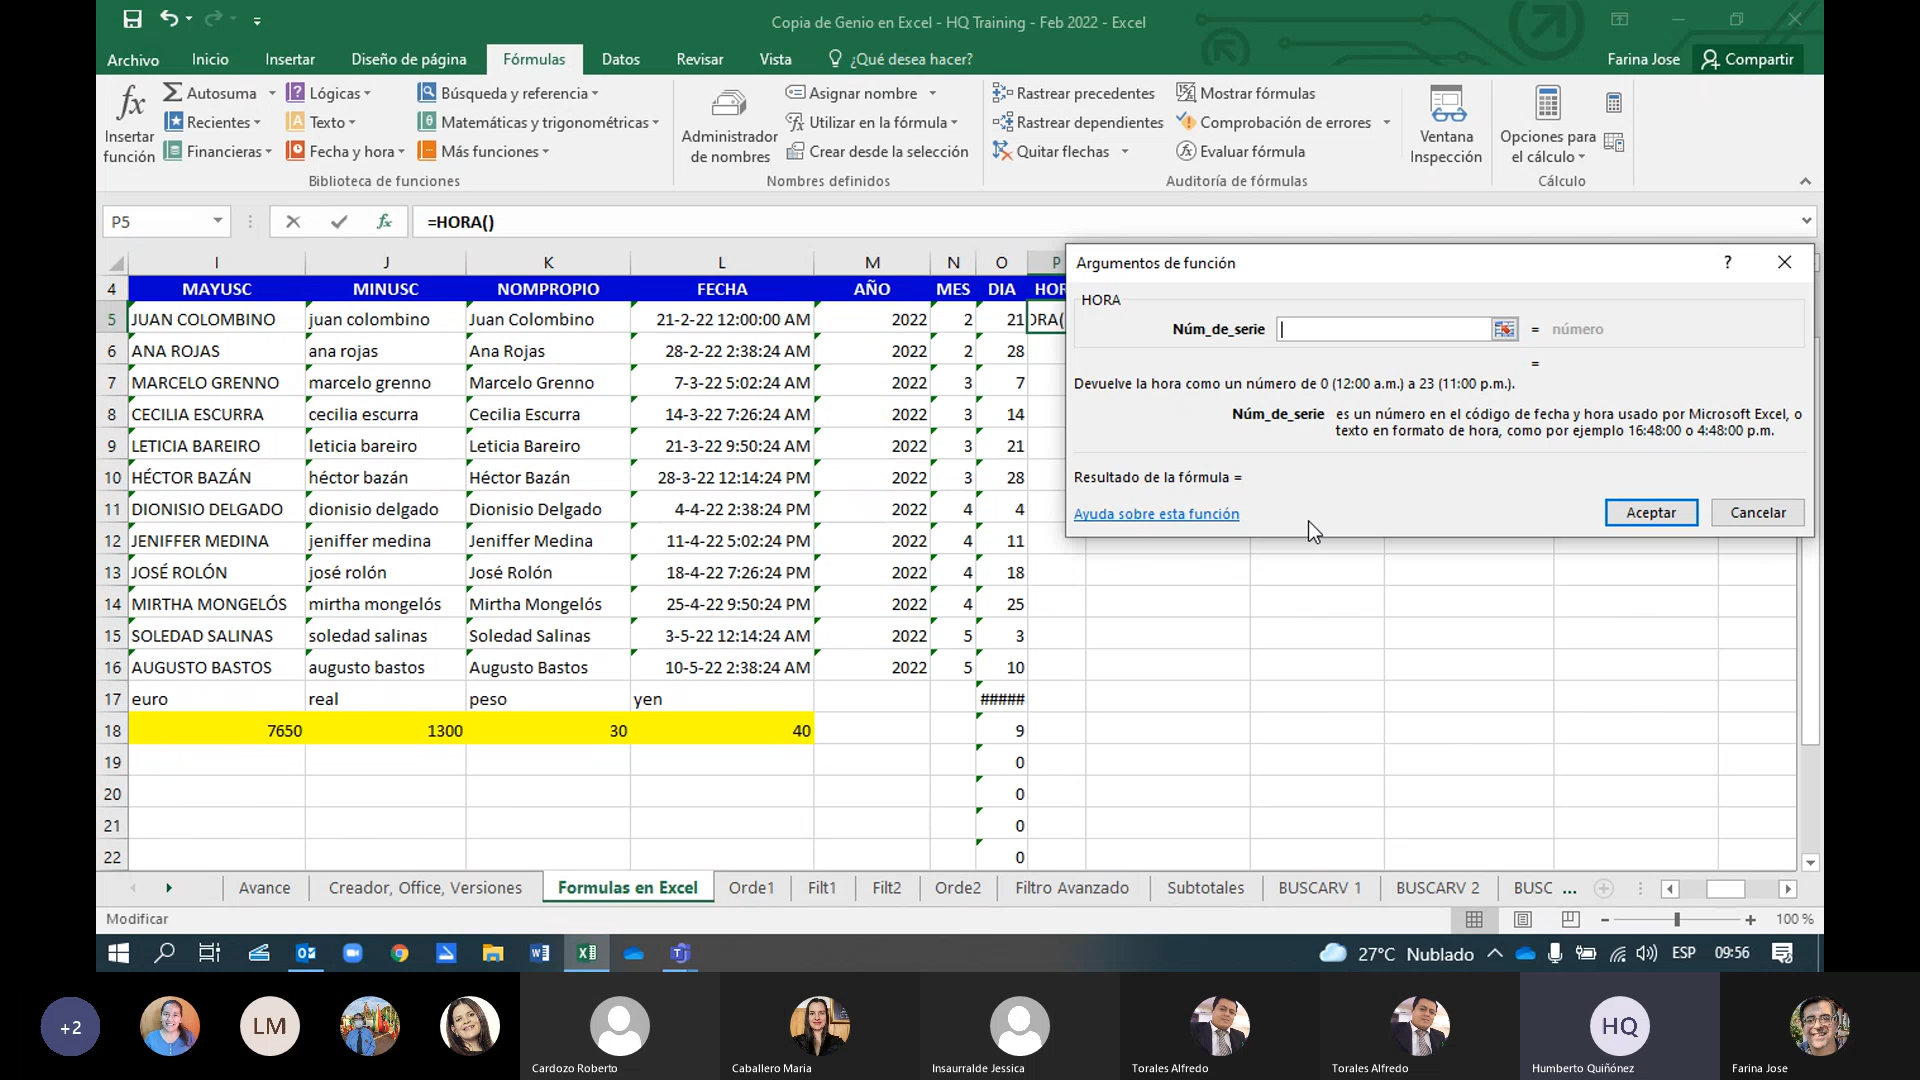 Copia de Genio en Excel - HQ Training - Feb 2022 - Excel
Archivo Inicio Insertar Diseño de página Fórmulas Datos Revisar Vista ¿Qué desea hacer? Farina Jose Compartir
Insertar función
Autosuma
Recientes
Financieras
Lógicas
Texto
Fecha y hora
Búsqueda y referencia
Matemáticas y trigonométricas
Más funciones
Biblioteca de funciones
Administrador de nombres
Asignar nombre
Utilizar en la fórmula
Crear desde la selección
Nombres definidos
Rastrear precedentes
Rastrear dependientes
Quitar flechas
Mostrar fórmulas
Comprobación de errores
Evaluar fórmula
Auditoría de fórmulas
Ventana Inspección
Opciones para el cálculo
Cálculo
P5 fx =HORA()
I J K L M N O P
4 MAYUSC MINUSC NOMPROPIO FECHA AÑO MES DIA HOR
5 JUAN COLOMBINO juan colombino Juan Colombino 21-2-22 12:00:00 AM 2022 2 21 ORA(
6 ANA ROJAS ana rojas Ana Rojas 28-2-22 2:38:24 AM 2022 2 28
7 MARCELO GRENNO marcelo grenno Marcelo Grenno 7-3-22 5:02:24 AM 2022 3 7
8 CECILIA ESCURRA cecilia escurra Cecilia Escurra 14-3-22 7:26:24 AM 2022 3 14
9 LETICIA BAREIRO leticia bareiro Leticia Bareiro 21-3-22 9:50:24 AM 2022 3 21
10 HÉCTOR BAZÁN héctor bazán Héctor Bazán 28-3-22 12:14:24 PM 2022 3 28
11 DIONISIO DELGADO dionisio delgado Dionisio Delgado 4-4-22 2:38:24 PM 2022 4 4
12 JENIFFER MEDINA jeniffer medina Jeniffer Medina 11-4-22 5:02:24 PM 2022 4 11
13 JOSÉ ROLÓN josé rolón José Rolón 18-4-22 7:26:24 PM 2022 4 18
14 MIRTHA MONGELÓS mirtha mongelós Mirtha Mongelós 25-4-22 9:50:24 PM 2022 4 25
15 SOLEDAD SALINAS soledad salinas Soledad Salinas 3-5-22 12:14:24 AM 2022 5 3
16 AUGUSTO BASTOS augusto bastos Augusto Bastos 10-5-22 2:38:24 AM 2022 5 10
17 euro real peso yen #####
18 7650 1300 30 40 9
19 0
20 0
21 0
22 0
Argumentos de función ?
HORA
Núm_de_serie = número
=
Devuelve la hora como un número de 0 (12:00 a.m.) a 23 (11:00 p.m.).
Núm_de_serie es un número en el código de fecha y hora usado por Microsoft Excel, o
texto en formato de hora, como por ejemplo 16:48:00 o 4:48:00 p.m.
Resultado de la fórmula =
Ayuda sobre esta función Aceptar Cancelar
Avance Creador, Office, Versiones Formulas en Excel Orde1 Filt1 Filt2 Orde2 Filtro Avanzado Subtotales BUSCARV 1 BUSCARV 2 BUSC ...
Modificar 100 %
27°C Nublado ESP 09:56
+2 LM HQ
Cardozo Roberto Caballero Maria Insaurralde Jessica Torales Alfredo Torales Alfredo Humberto Quiñónez Farina Jose